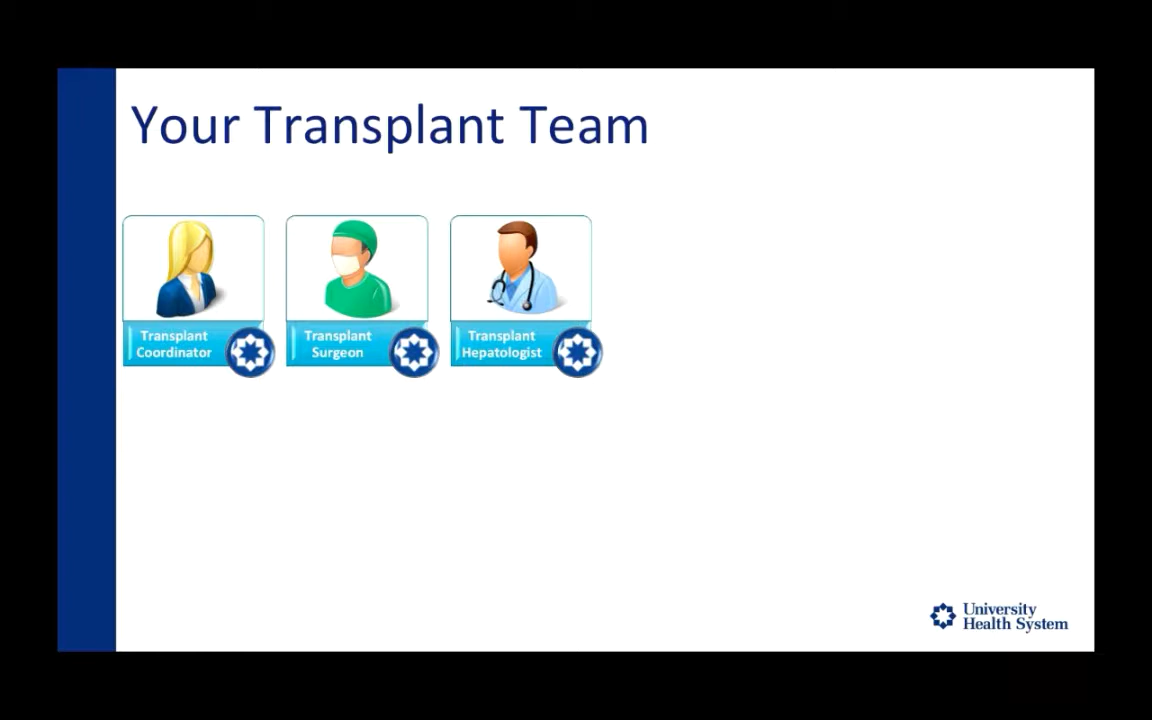 Your Transplant Team
Transplant
Coordinator
Transplant
Surgeon
Transplant
Hepatologist
University
Health System